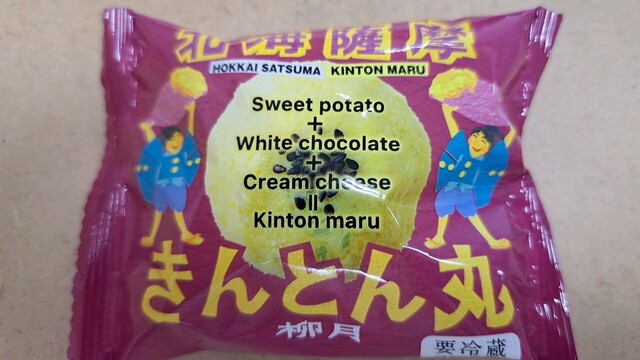 北海薩摩
HOKKAI SATSUMA KINTON MARU
Sweet potato
+
White chocolate
+
Cream cheese
=
Kinton maru
きんとん丸
柳月
要冷蔵